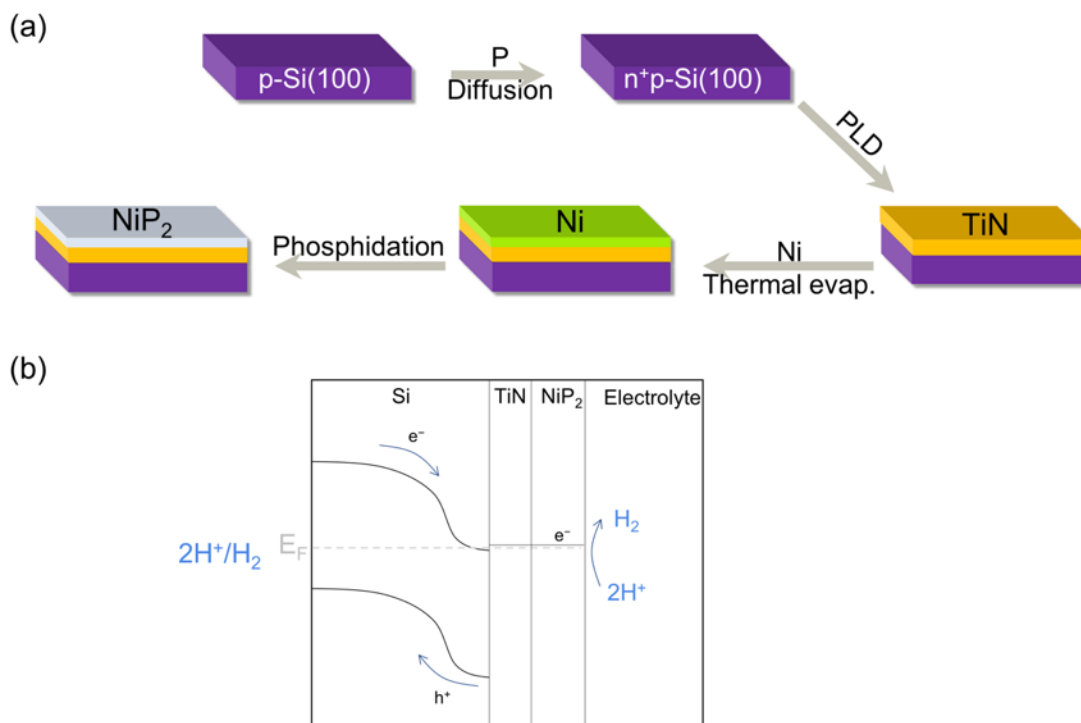 (a)
p-Si(100)
P
Diffusion
n⁺p-Si(100)
PLD
NiP₂
Phosphidation
Ni
Ni
Thermal evap.
TiN
(b)
Si
TiN
NiP₂
Electrolyte
e⁻
2H⁺/H₂
E_F
e⁻
H₂
2H⁺
h⁺